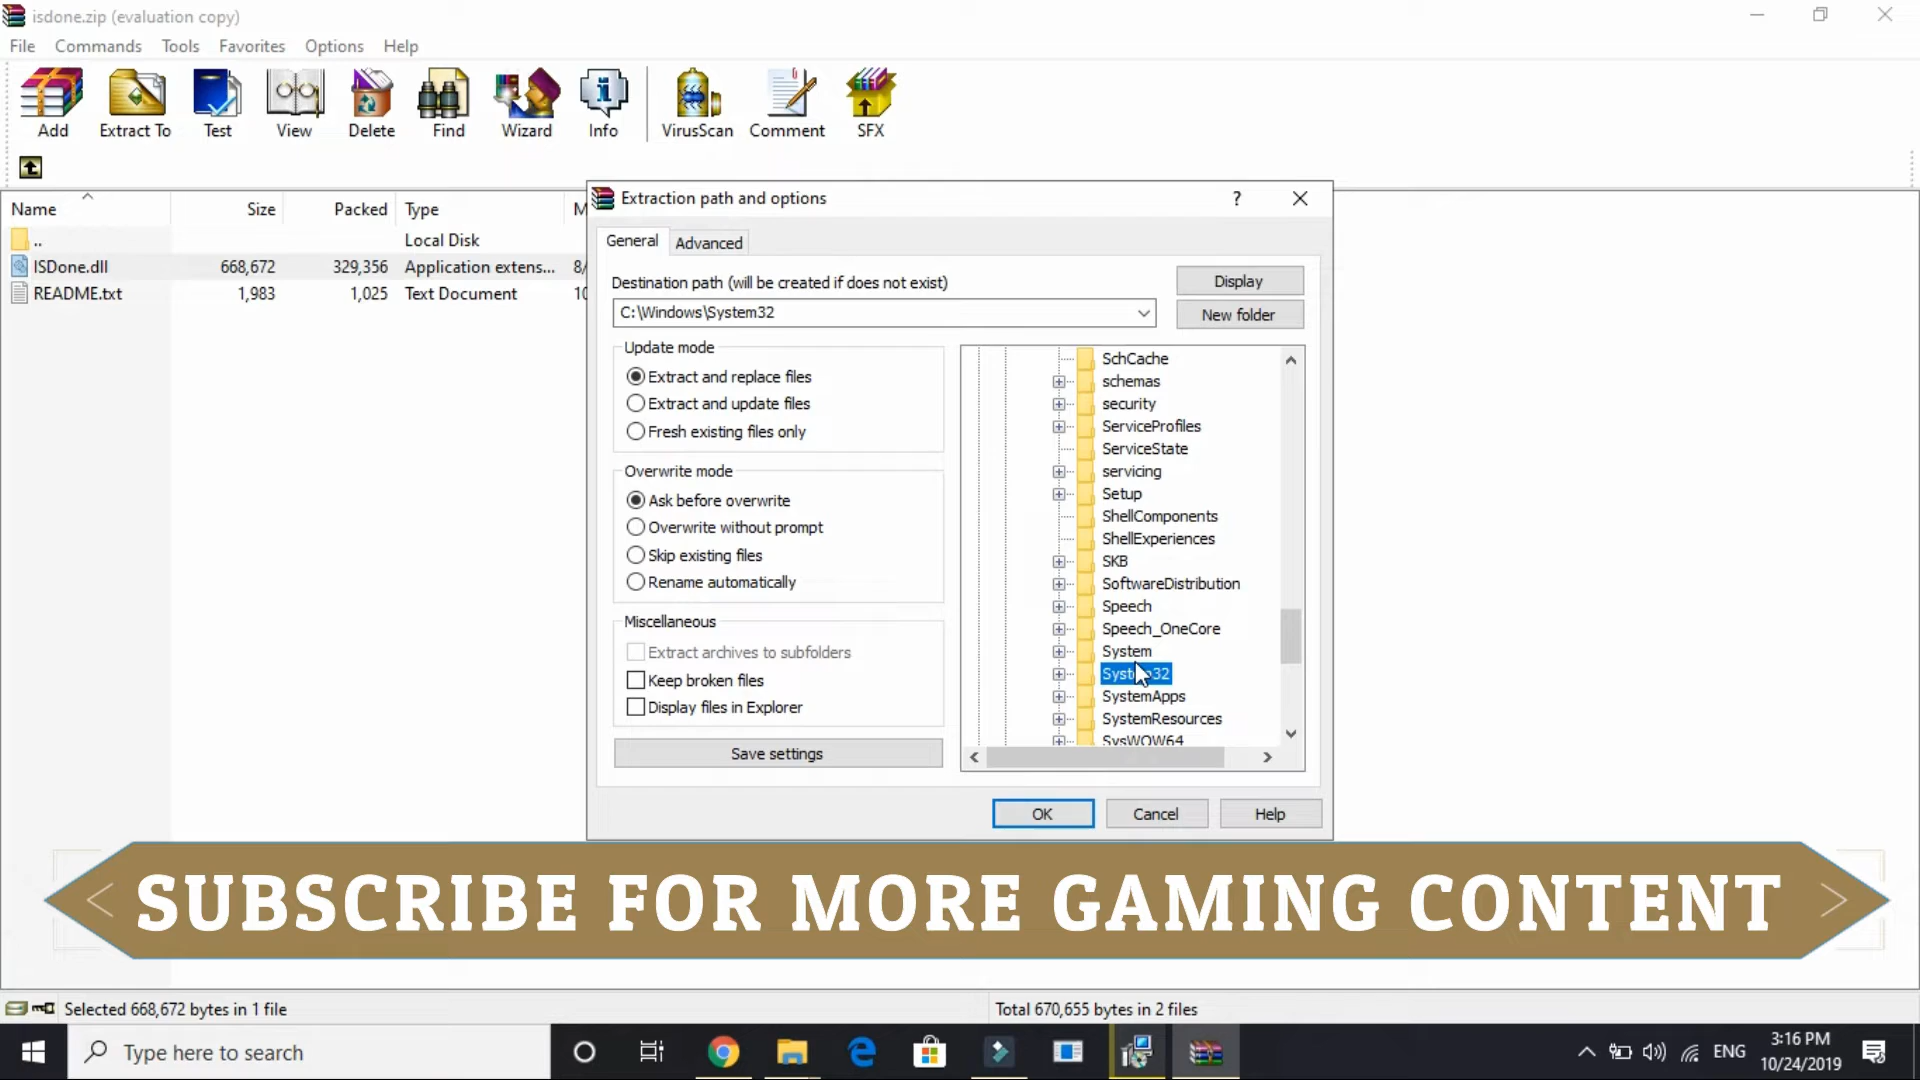 isdone.zip (evaluation copy)
File Commands Tools Favorites Options Help
Add Extract To Test View Delete Find Wizard Info VirusScan Comment SFX
Name Size Packed Type M
.. Local Disk
ISDone.dll 668,672 329,356 Application extens... 8/
README.txt 1,983 1,025 Text Document 10
Extraction path and options ?
General Advanced
Destination path (will be created if does not exist)
Display
C:\Windows\System32
New folder
Update mode
Extract and replace files
Extract and update files
Fresh existing files only
Overwrite mode
Ask before overwrite
Overwrite without prompt
Skip existing files
Rename automatically
Miscellaneous
Extract archives to subfolders
Keep broken files
Display files in Explorer
Save settings
SchCache
schemas
security
ServiceProfiles
ServiceState
servicing
Setup
ShellComponents
ShellExperiences
SKB
SoftwareDistribution
Speech
Speech_OneCore
System
System32
SystemApps
SystemResources
SysWOW64
OK Cancel Help
SUBSCRIBE FOR MORE GAMING CONTENT
Selected 668,672 bytes in 1 file
Total 670,655 bytes in 2 files
Type here to search
ENG
3:16 PM
10/24/2019